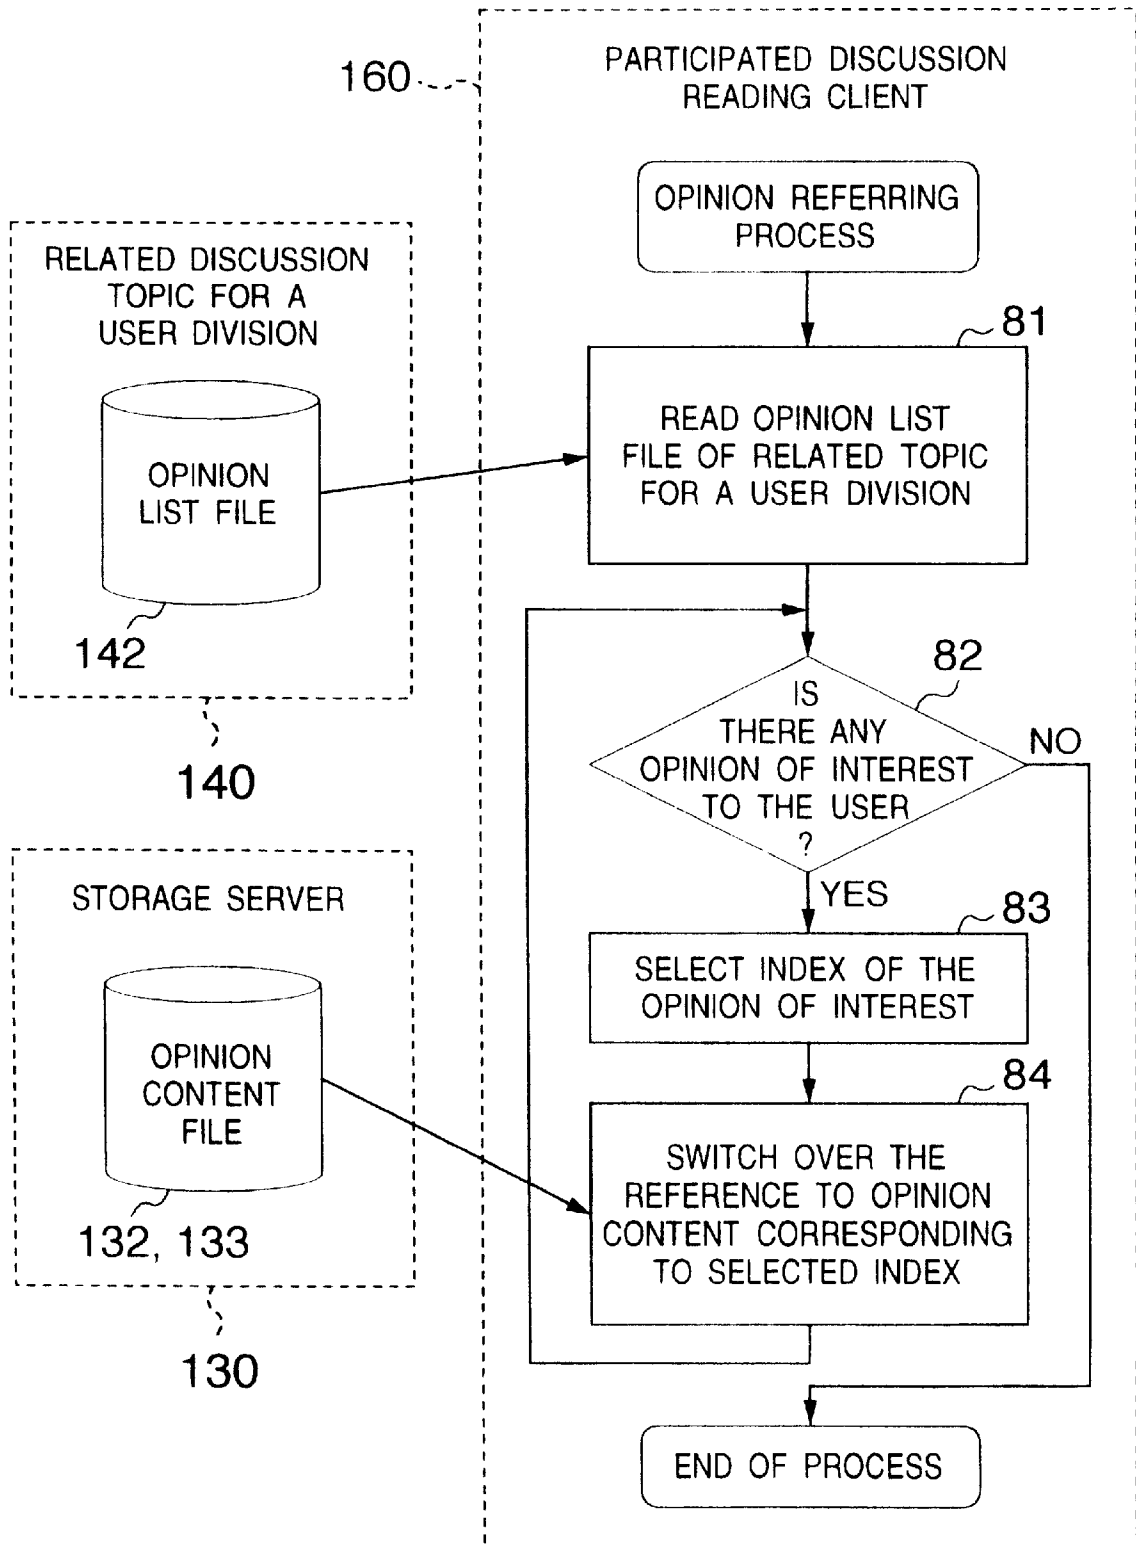 160
PARTICIPATED DISCUSSION
READING CLIENT
OPINION REFERRING
PROCESS
RELATED DISCUSSION
TOPIC FOR A
USER DIVISION
OPINION
LIST FILE
142
140
81
READ OPINION LIST
FILE OF RELATED TOPIC
FOR A USER DIVISION
82
IS
THERE ANY
OPINION OF INTEREST
TO THE USER
?
NO
YES
STORAGE SERVER
OPINION
CONTENT
FILE
132, 133
130
83
SELECT INDEX OF THE
OPINION OF INTEREST
84
SWITCH OVER THE
REFERENCE TO OPINION
CONTENT CORRESPONDING
TO SELECTED INDEX
END OF PROCESS